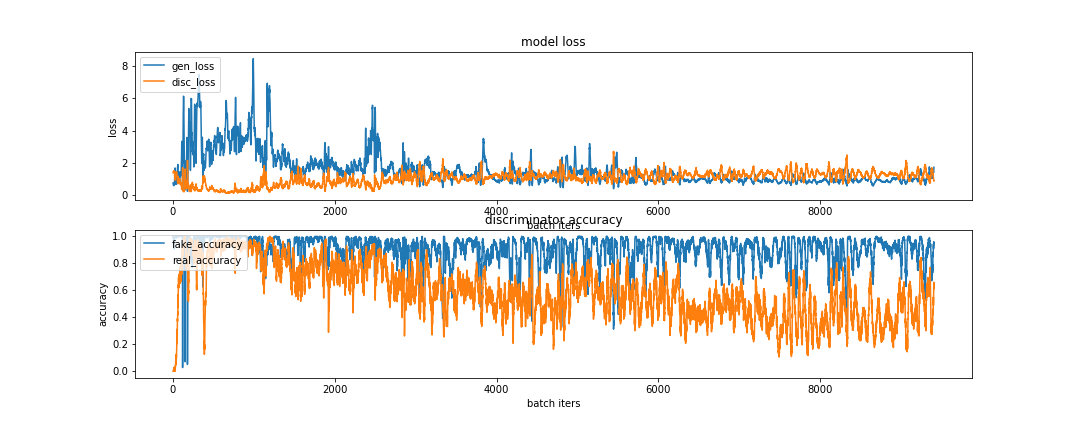 model loss
8
6
4
2
0
loss
gen_loss
disc_loss
0
2000
4000
6000
8000
batch iters
discriminator accuracy
1.0
0.8
0.6
0.4
0.2
0.0
accuracy
fake_accuracy
real_accuracy
0
2000
4000
6000
8000
batch iters